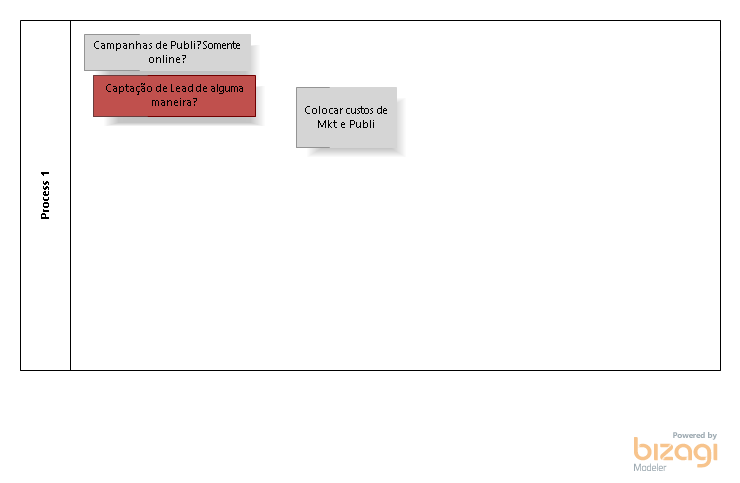 Campanhas de Publi?Somente
online?
Captação de Lead de alguma
maneira?
Colocar custos de
Mkt e Publi
Process 1
Powered by
bizagi
Modeler